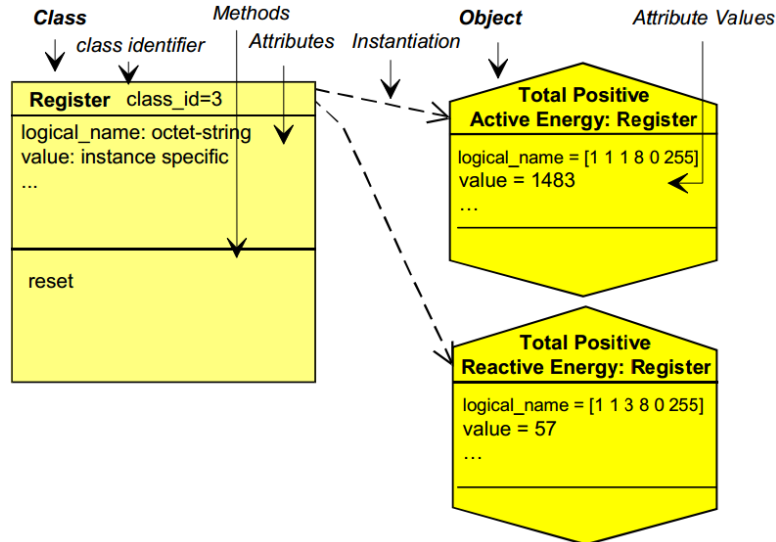 Class
class identifier
Methods
Attributes
Instantiation
Object
Attribute Values
Register class_id=3
logical_name: octet-string
value: instance specific
...
reset
Total Positive
Active Energy: Register
logical_name = [1 1 1 8 0 255]
value = 1483
...
Total Positive
Reactive Energy: Register
logical_name = [1 1 3 8 0 255]
value = 57
...